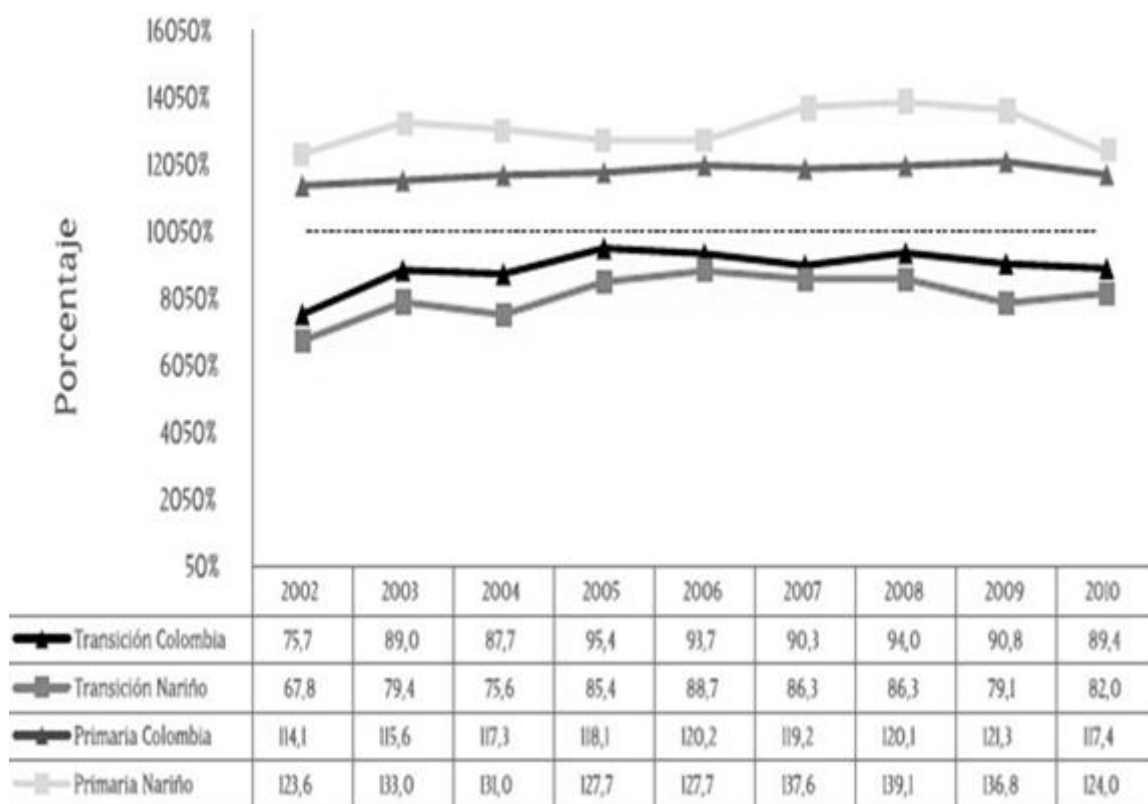 16050%
14050%
12050%
10050%
8050%
6050%
4050%
2050%
50%
Porcentaje
2002 2003 2004 2005 2006 2007 2008 2009 2010
Transición Colombia 75,7 89,0 87,7 95,4 93,7 90,3 94,0 90,8 89,4
Transición Nariño 67,8 79,4 75,6 85,4 88,7 86,3 86,3 79,1 82,0
Primaria Colombia 114,1 115,6 117,3 118,1 120,2 119,2 120,1 121,3 117,4
Primaria Nariño 123,6 133,0 131,0 127,7 127,7 137,6 139,1 136,8 124,0